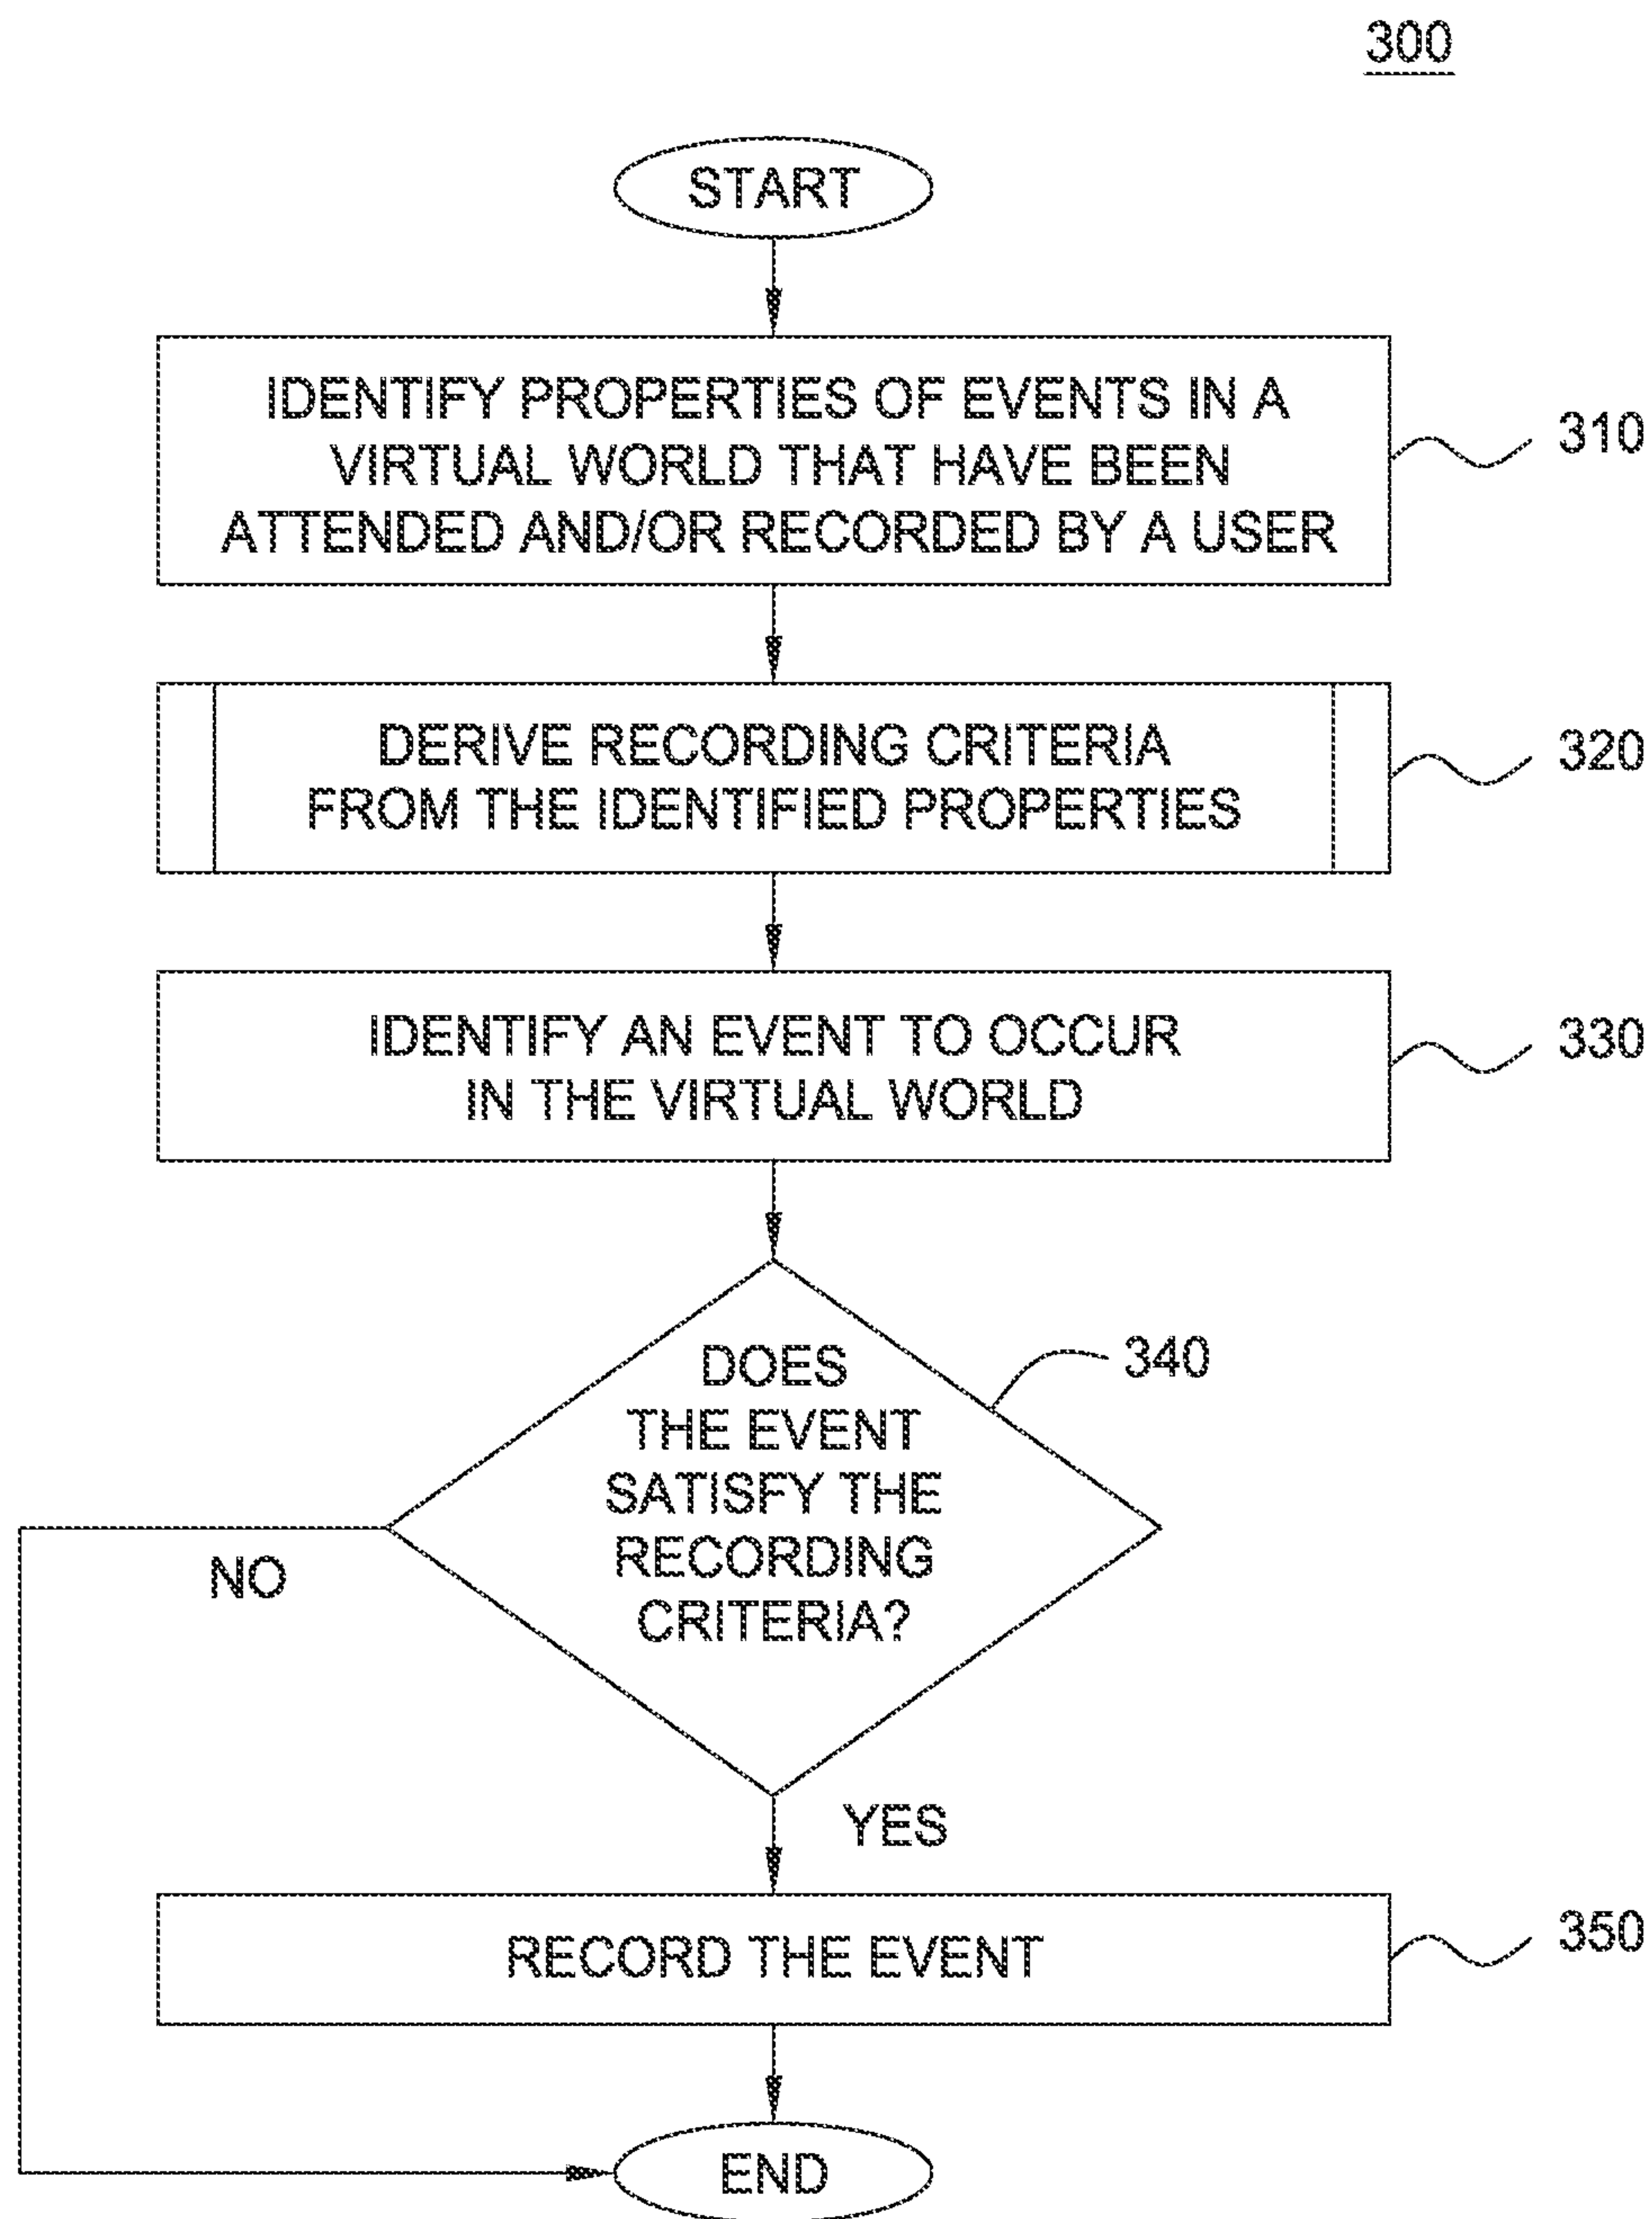 300
START
IDENTIFY PROPERTIES OF EVENTS IN A
VIRTUAL WORLD THAT HAVE BEEN
ATTENDED AND/OR RECORDED BY A USER
310
DERIVE RECORDING CRITERIA
FROM THE IDENTIFIED PROPERTIES
320
IDENTIFY AN EVENT TO OCCUR
IN THE VIRTUAL WORLD
330
DOES
THE EVENT
SATISFY THE
RECORDING
CRITERIA?
340
NO
YES
RECORD THE EVENT
350
END